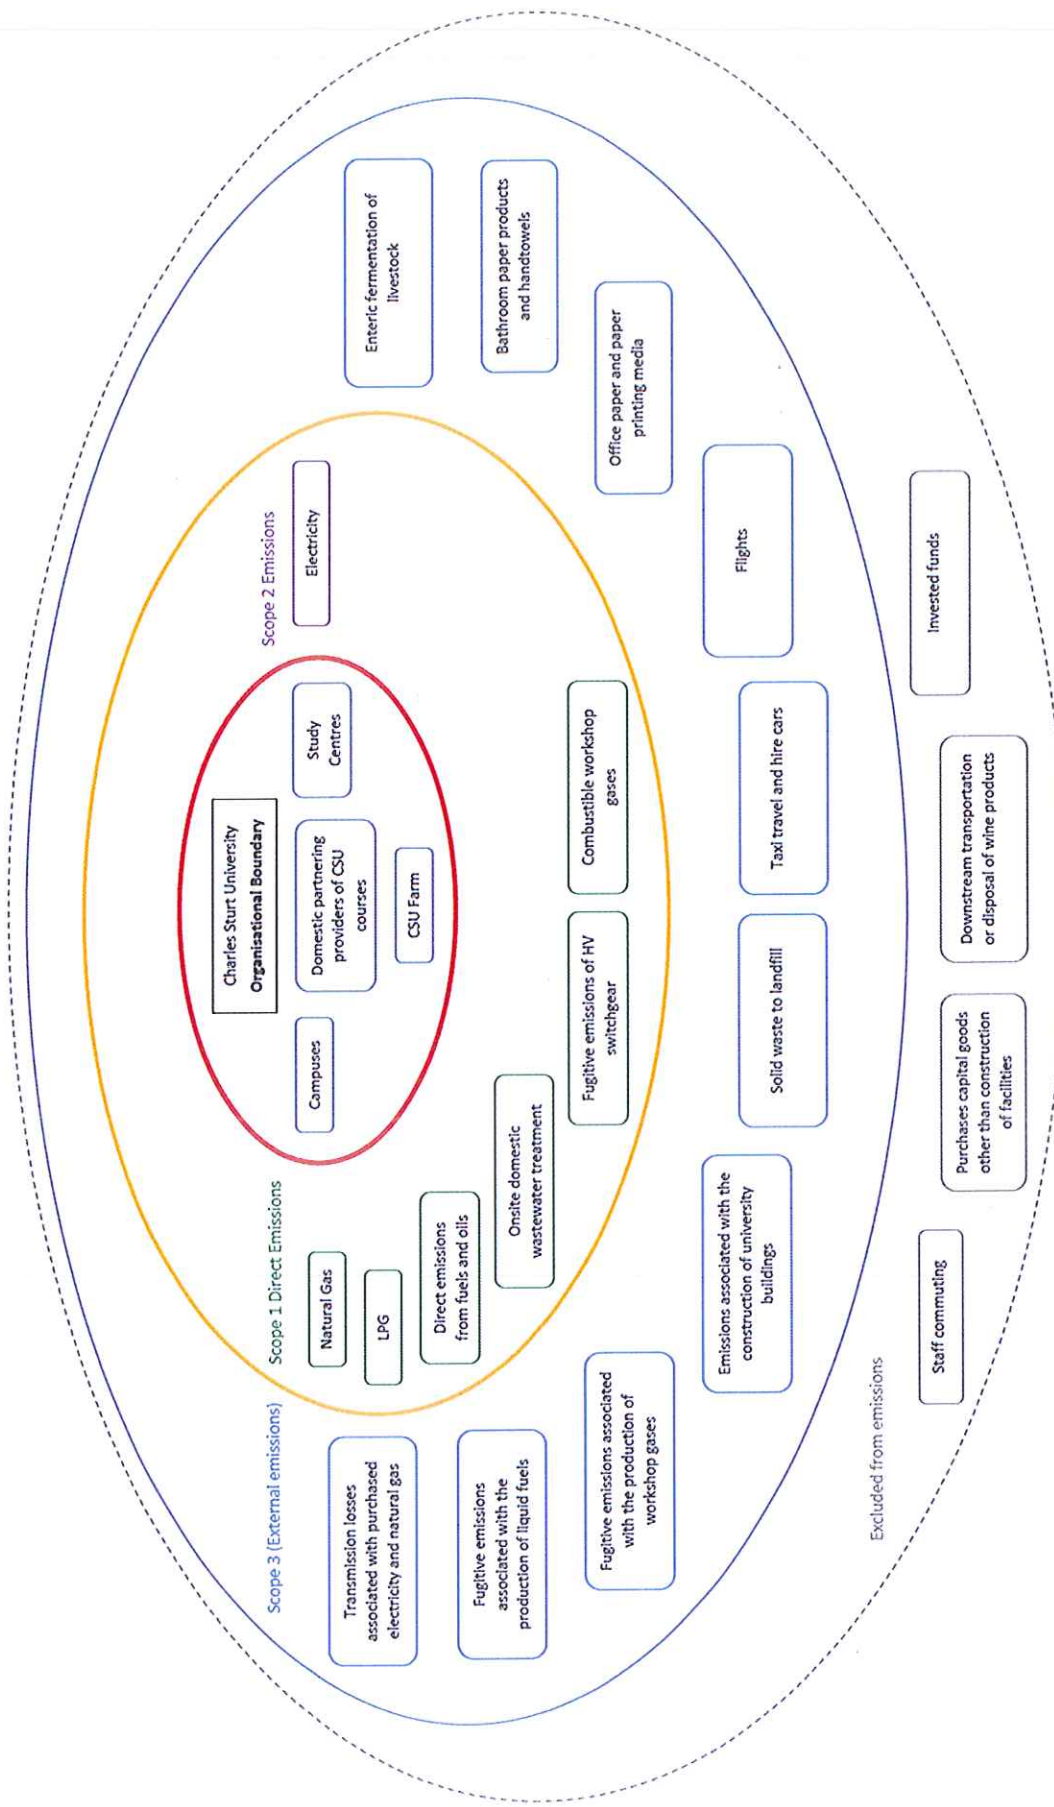 Charles Sturt University
Organisational Boundary
Campuses
Domestic partnering
providers of CSU
courses
Study
Centres
CSU Farm
Scope 1 Direct Emissions
Natural Gas
LPG
Direct emissions
from fuels and oils
Onsite domestic
wastewater treatment
Fugitive emissions of HV
switchgear
Combustible workshop
gases
Scope 2 Emissions
Electricity
Scope 3 (External emissions)
Transmission losses
associated with purchased
electricity and natural gas
Fugitive emissions
associated with the
production of liquid fuels
Fugitive emissions associated
with the production of
workshop gases
Emissions associated with the
construction of university
buildings
Solid waste to landfill
Taxi travel and hire cars
Flights
Office paper and paper
printing media
Bathroom paper products
and handtowels
Enteric fermentation of
livestock
Excluded from emissions
Staff commuting
Purchases capital goods
other than construction
of facilities
Downstream transportation
or disposal of wine products
Invested funds